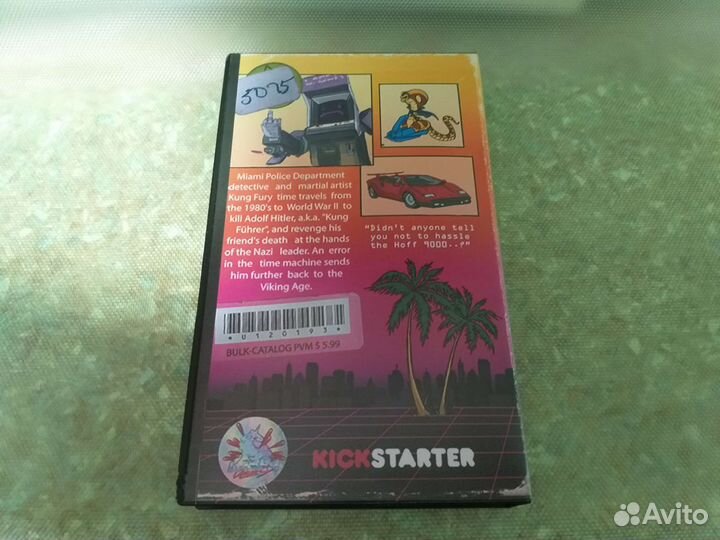 5075
Miami Police Department
detective and martial artist
Kung Fury time travels from
the 1980's to World War II to
kill Adolf Hitler, a.k.a. "Kung
Führer", and revenge his
friend's death at the hands
of the Nazi leader. An error
in the time machine sends
him further back to the
Viking Age.
"Didn't anyone tell
you not to hassle
the Hoff 9000..?"
*U120193*
BULK-CATALOG PVM $ 5.99
KICKSTARTER
Avito